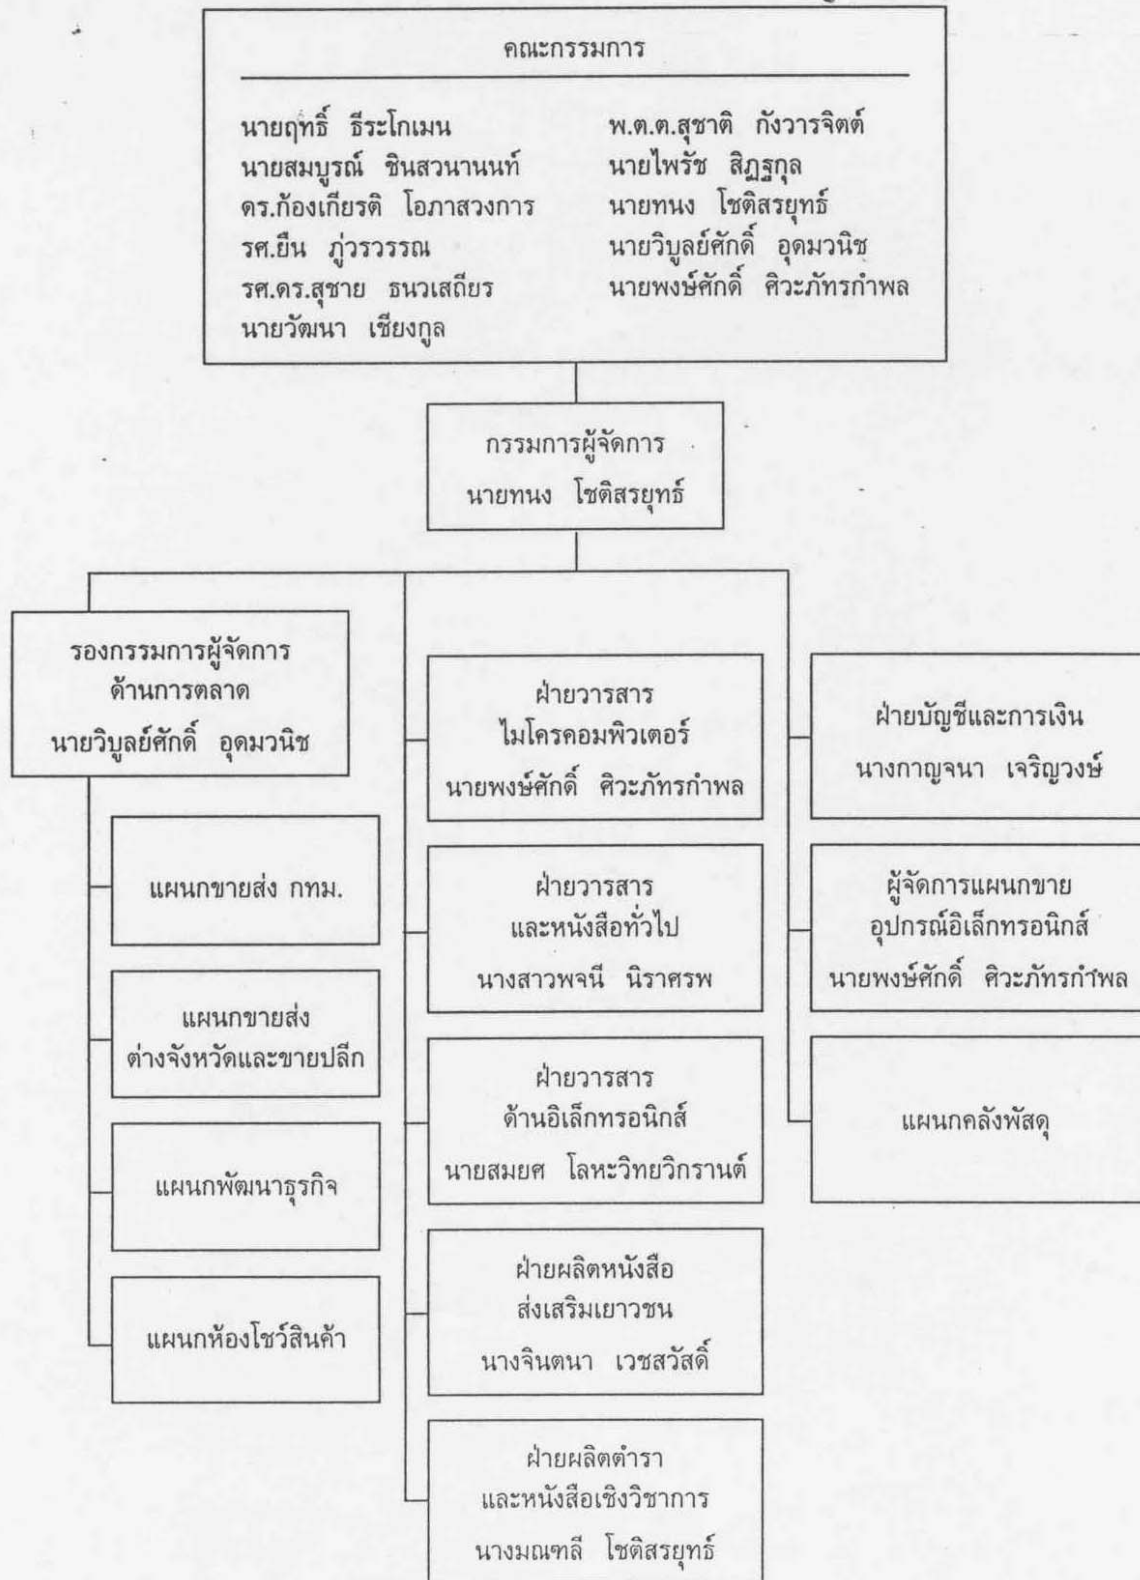 คณะกรรมการ
นายฤทธิ์ ธีระโกเมน
นายสมบูรณ์ ชินสวนานนท์
ดร.ก้องเกียรติ โอภาสวงการ
รศ.ยืน ภู่วรวรรณ
รศ.ดร.สุชาย ธนวเสถียร
นายวัฒนา เชียงกูล
พ.ต.ต.สุชาติ กังวารจิตต์
นายไพรัช สิฏฐกุล
นายทนง โชติสรยุทธ์
นายวิบูลย์ศักดิ์ อุดมวนิช
นายพงษ์ศักดิ์ ศิวะภัทรกำพล
กรรมการผู้จัดการ
นายทนง โชติสรยุทธ์
รองกรรมการผู้จัดการ
ด้านการตลาด
นายวิบูลย์ศักดิ์ อุดมวนิช
แผนกขายส่ง กทม.
แผนกขายส่ง
ต่างจังหวัดและขายปลีก
แผนกพัฒนาธุรกิจ
แผนกห้องโชว์สินค้า
ฝ่ายวารสาร
ไมโครคอมพิวเตอร์
นายพงษ์ศักดิ์ ศิวะภัทรกำพล
ฝ่ายวารสาร
และหนังสือทั่วไป
นางสาวพจนี นิราศรพ
ฝ่ายวารสาร
ด้านอิเล็กทรอนิกส์
นายสมยศ โลหะวิทยวิกรานต์
ฝ่ายผลิตหนังสือ
ส่งเสริมเยาวชน
นางจินตนา เวชสวัสดิ์
ฝ่ายผลิตตำรา
และหนังสือเชิงวิชาการ
นางมณฑลี โชติสรยุทธ์
ฝ่ายบัญชีและการเงิน
นางกาญจนา เจริญวงษ์
ผู้จัดการแผนกขาย
อุปกรณ์อิเล็กทรอนิกส์
นายพงษ์ศักดิ์ ศิวะภัทรกำพล
แผนกคลังพัสดุ